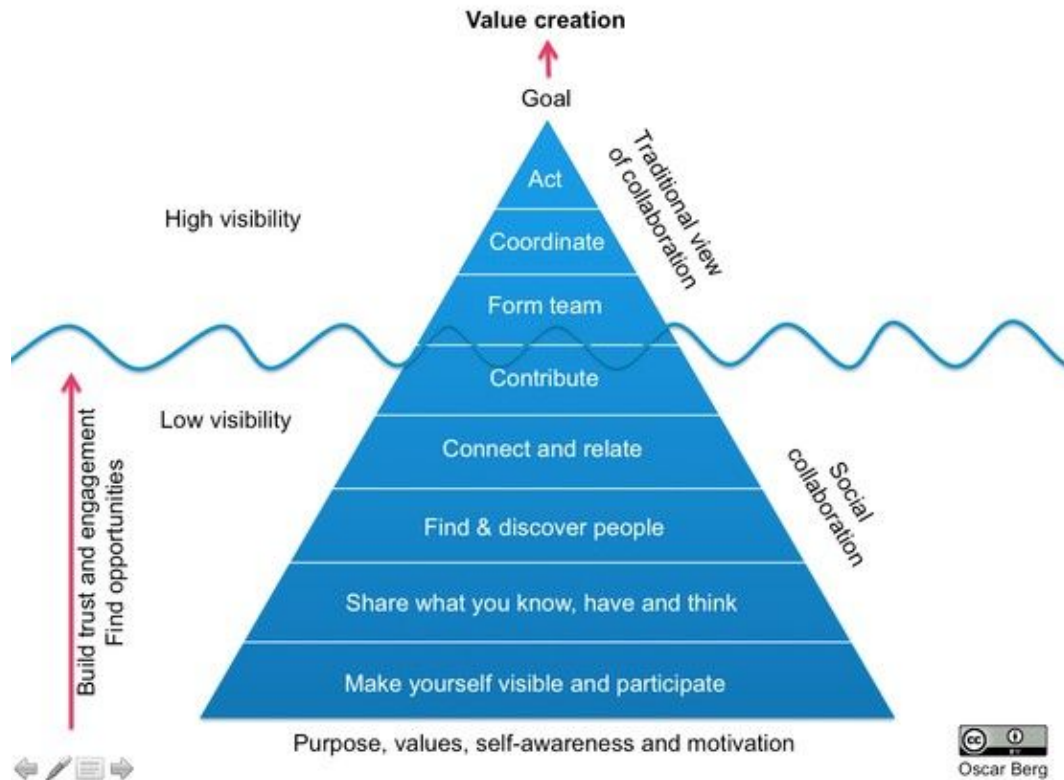 Value creation
Goal
Act
Coordinate
Form team
Contribute
Connect and relate
Find & discover people
Share what you know, have and think
Make yourself visible and participate
Purpose, values, self-awareness and motivation
High visibility
Low visibility
Build trust and engagement
Find opportunities
Traditional view
of collaboration
Social
collaboration
cc
BY
Oscar Berg